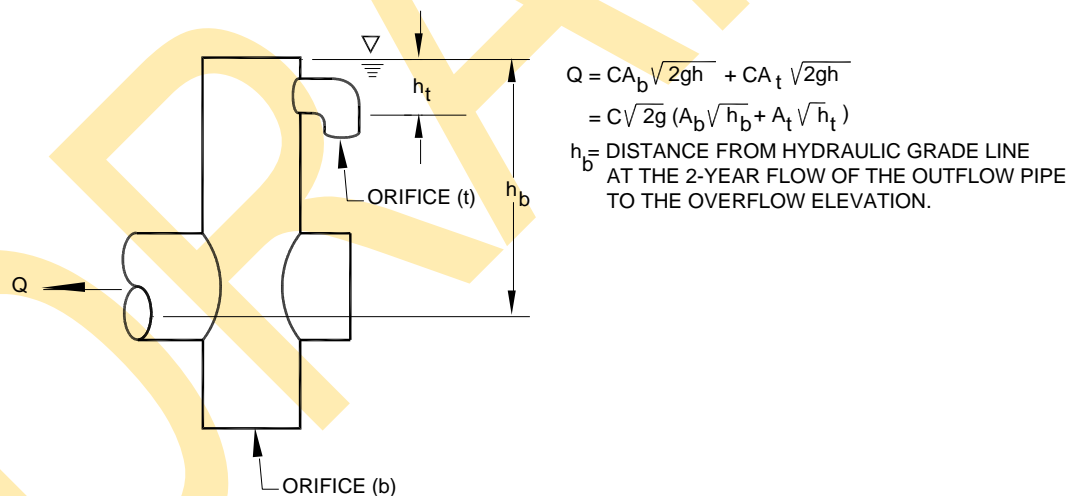 Q = CA_b √2gh + CA_t √2gh
= C√2g (A_b √h_b + A_t √h_t )
h_b = DISTANCE FROM HYDRAULIC GRADE LINE
AT THE 2-YEAR FLOW OF THE OUTFLOW PIPE
TO THE OVERFLOW ELEVATION.
h_t
ORIFICE (t)
h_b
Q
ORIFICE (b)
DRA